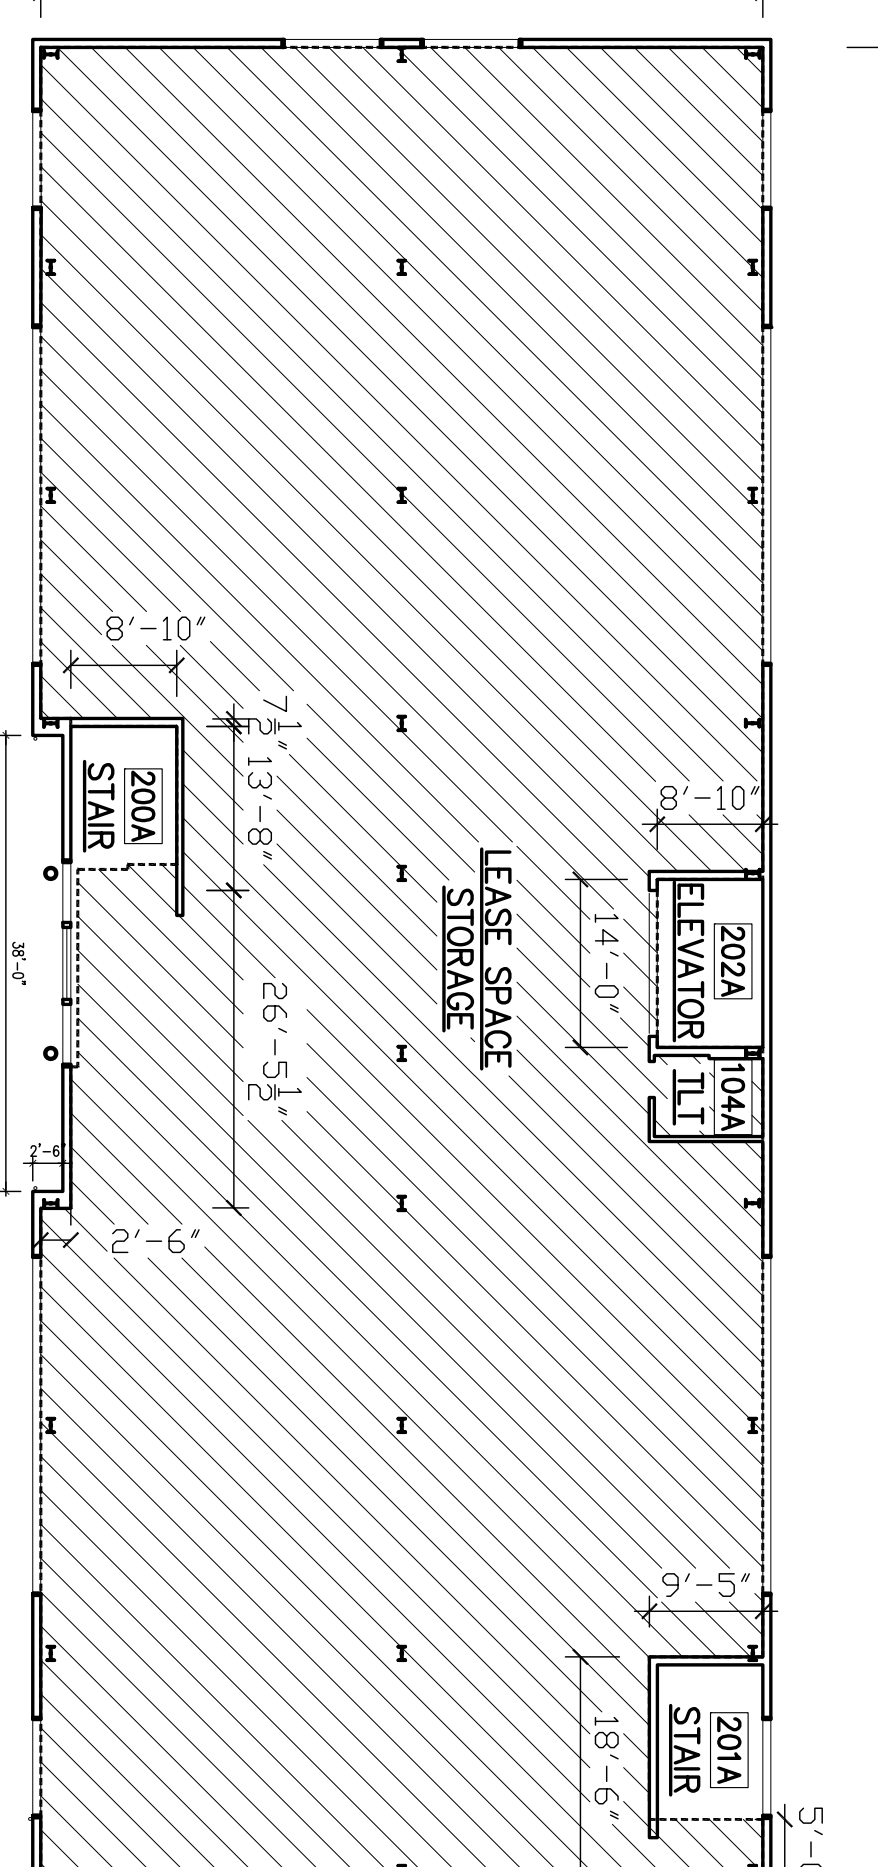 8'-10"
7 1/2"
13'-8"
200A
STAIR
8'-10"
LEASE SPACE
STORAGE
202A
ELEVATOR
14'-0"
38'-0"
26'-5 1/2"
104A
TLT
2'-6"
2'-6"
9'-5"
201A
STAIR
18'-6"